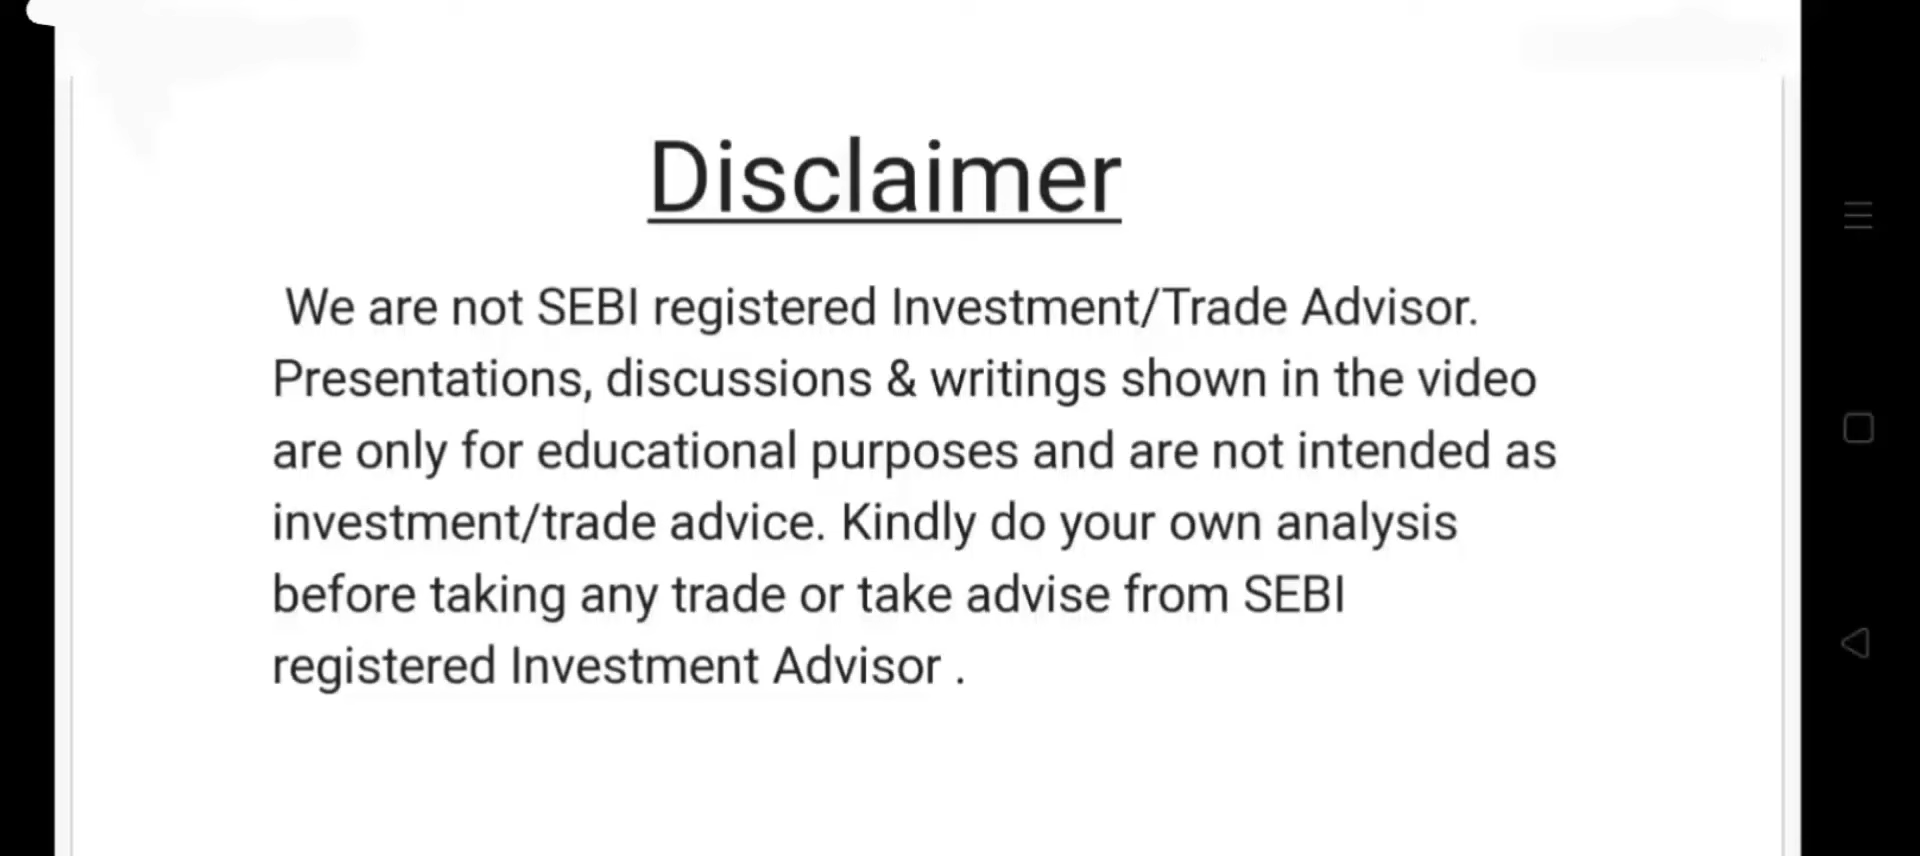 Disclaimer
We are not SEBI registered Investment/Trade Advisor.
Presentations, discussions & writings shown in the video
are only for educational purposes and are not intended as
investment/trade advice. Kindly do your own analysis
before taking any trade or take advise from SEBI
registered Investment Advisor .